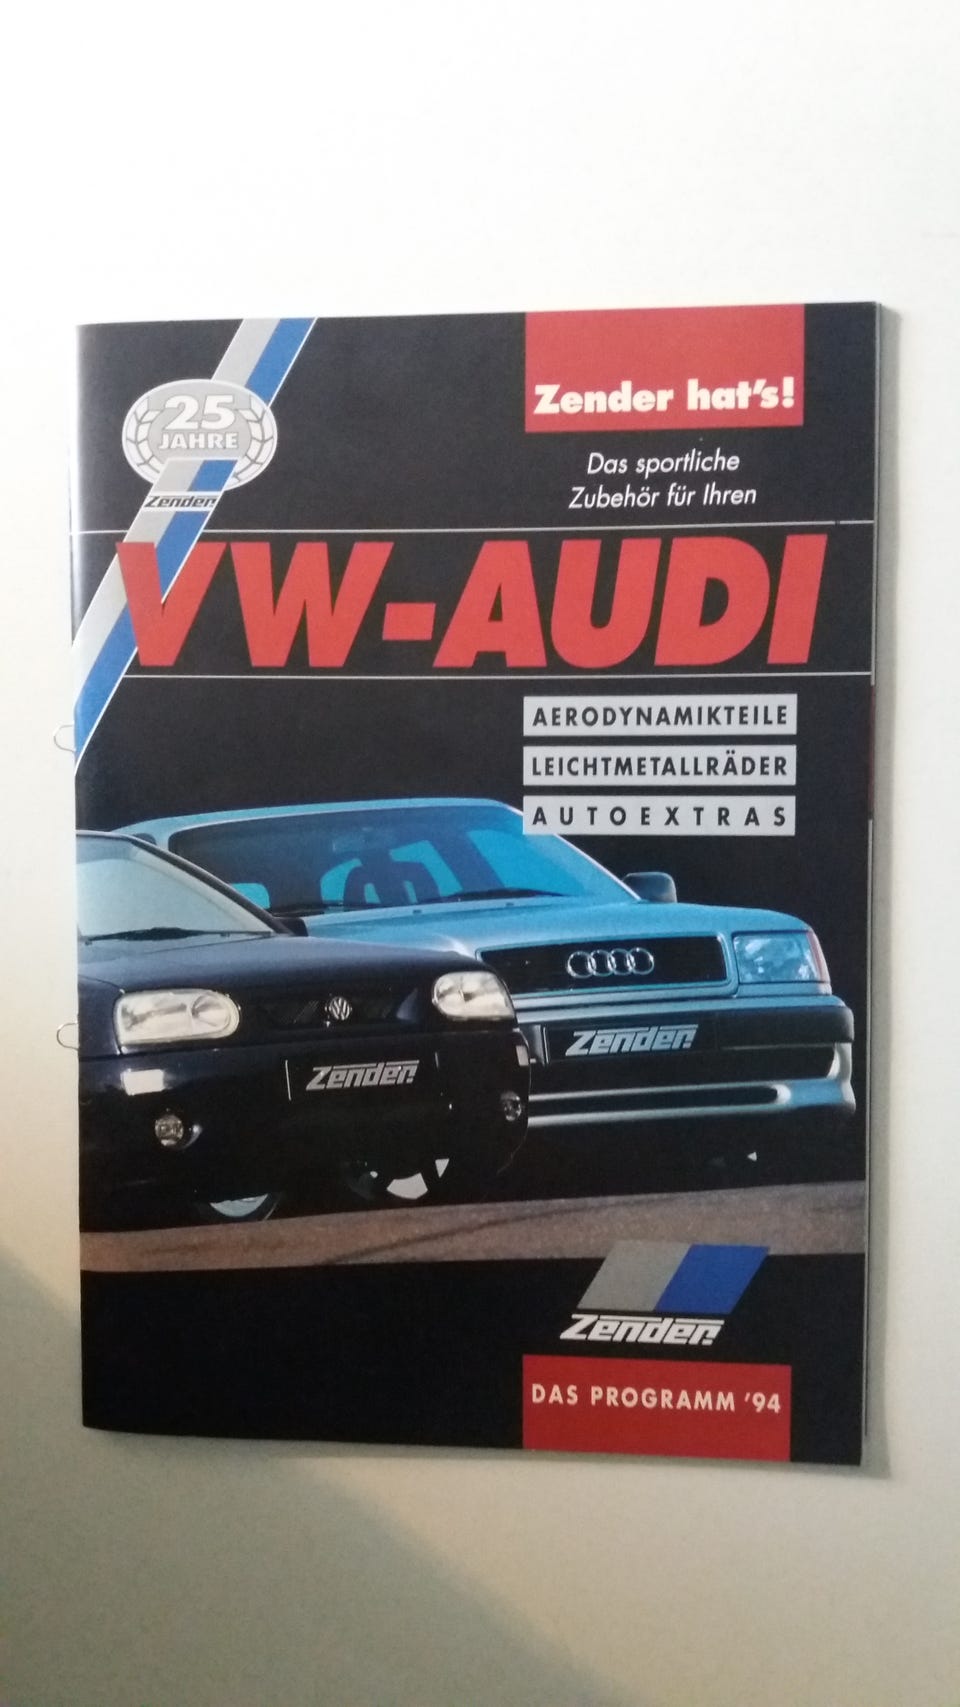 25
JAHRE
Zender
Zender hat's!
Das sportliche
Zubehör für Ihren
VW-AUDI
AERODYNAMIKTEILE
LEICHTMETALLRÄDER
AUTOEXTRAS
Zender
Zender
Zender
DAS PROGRAMM '94